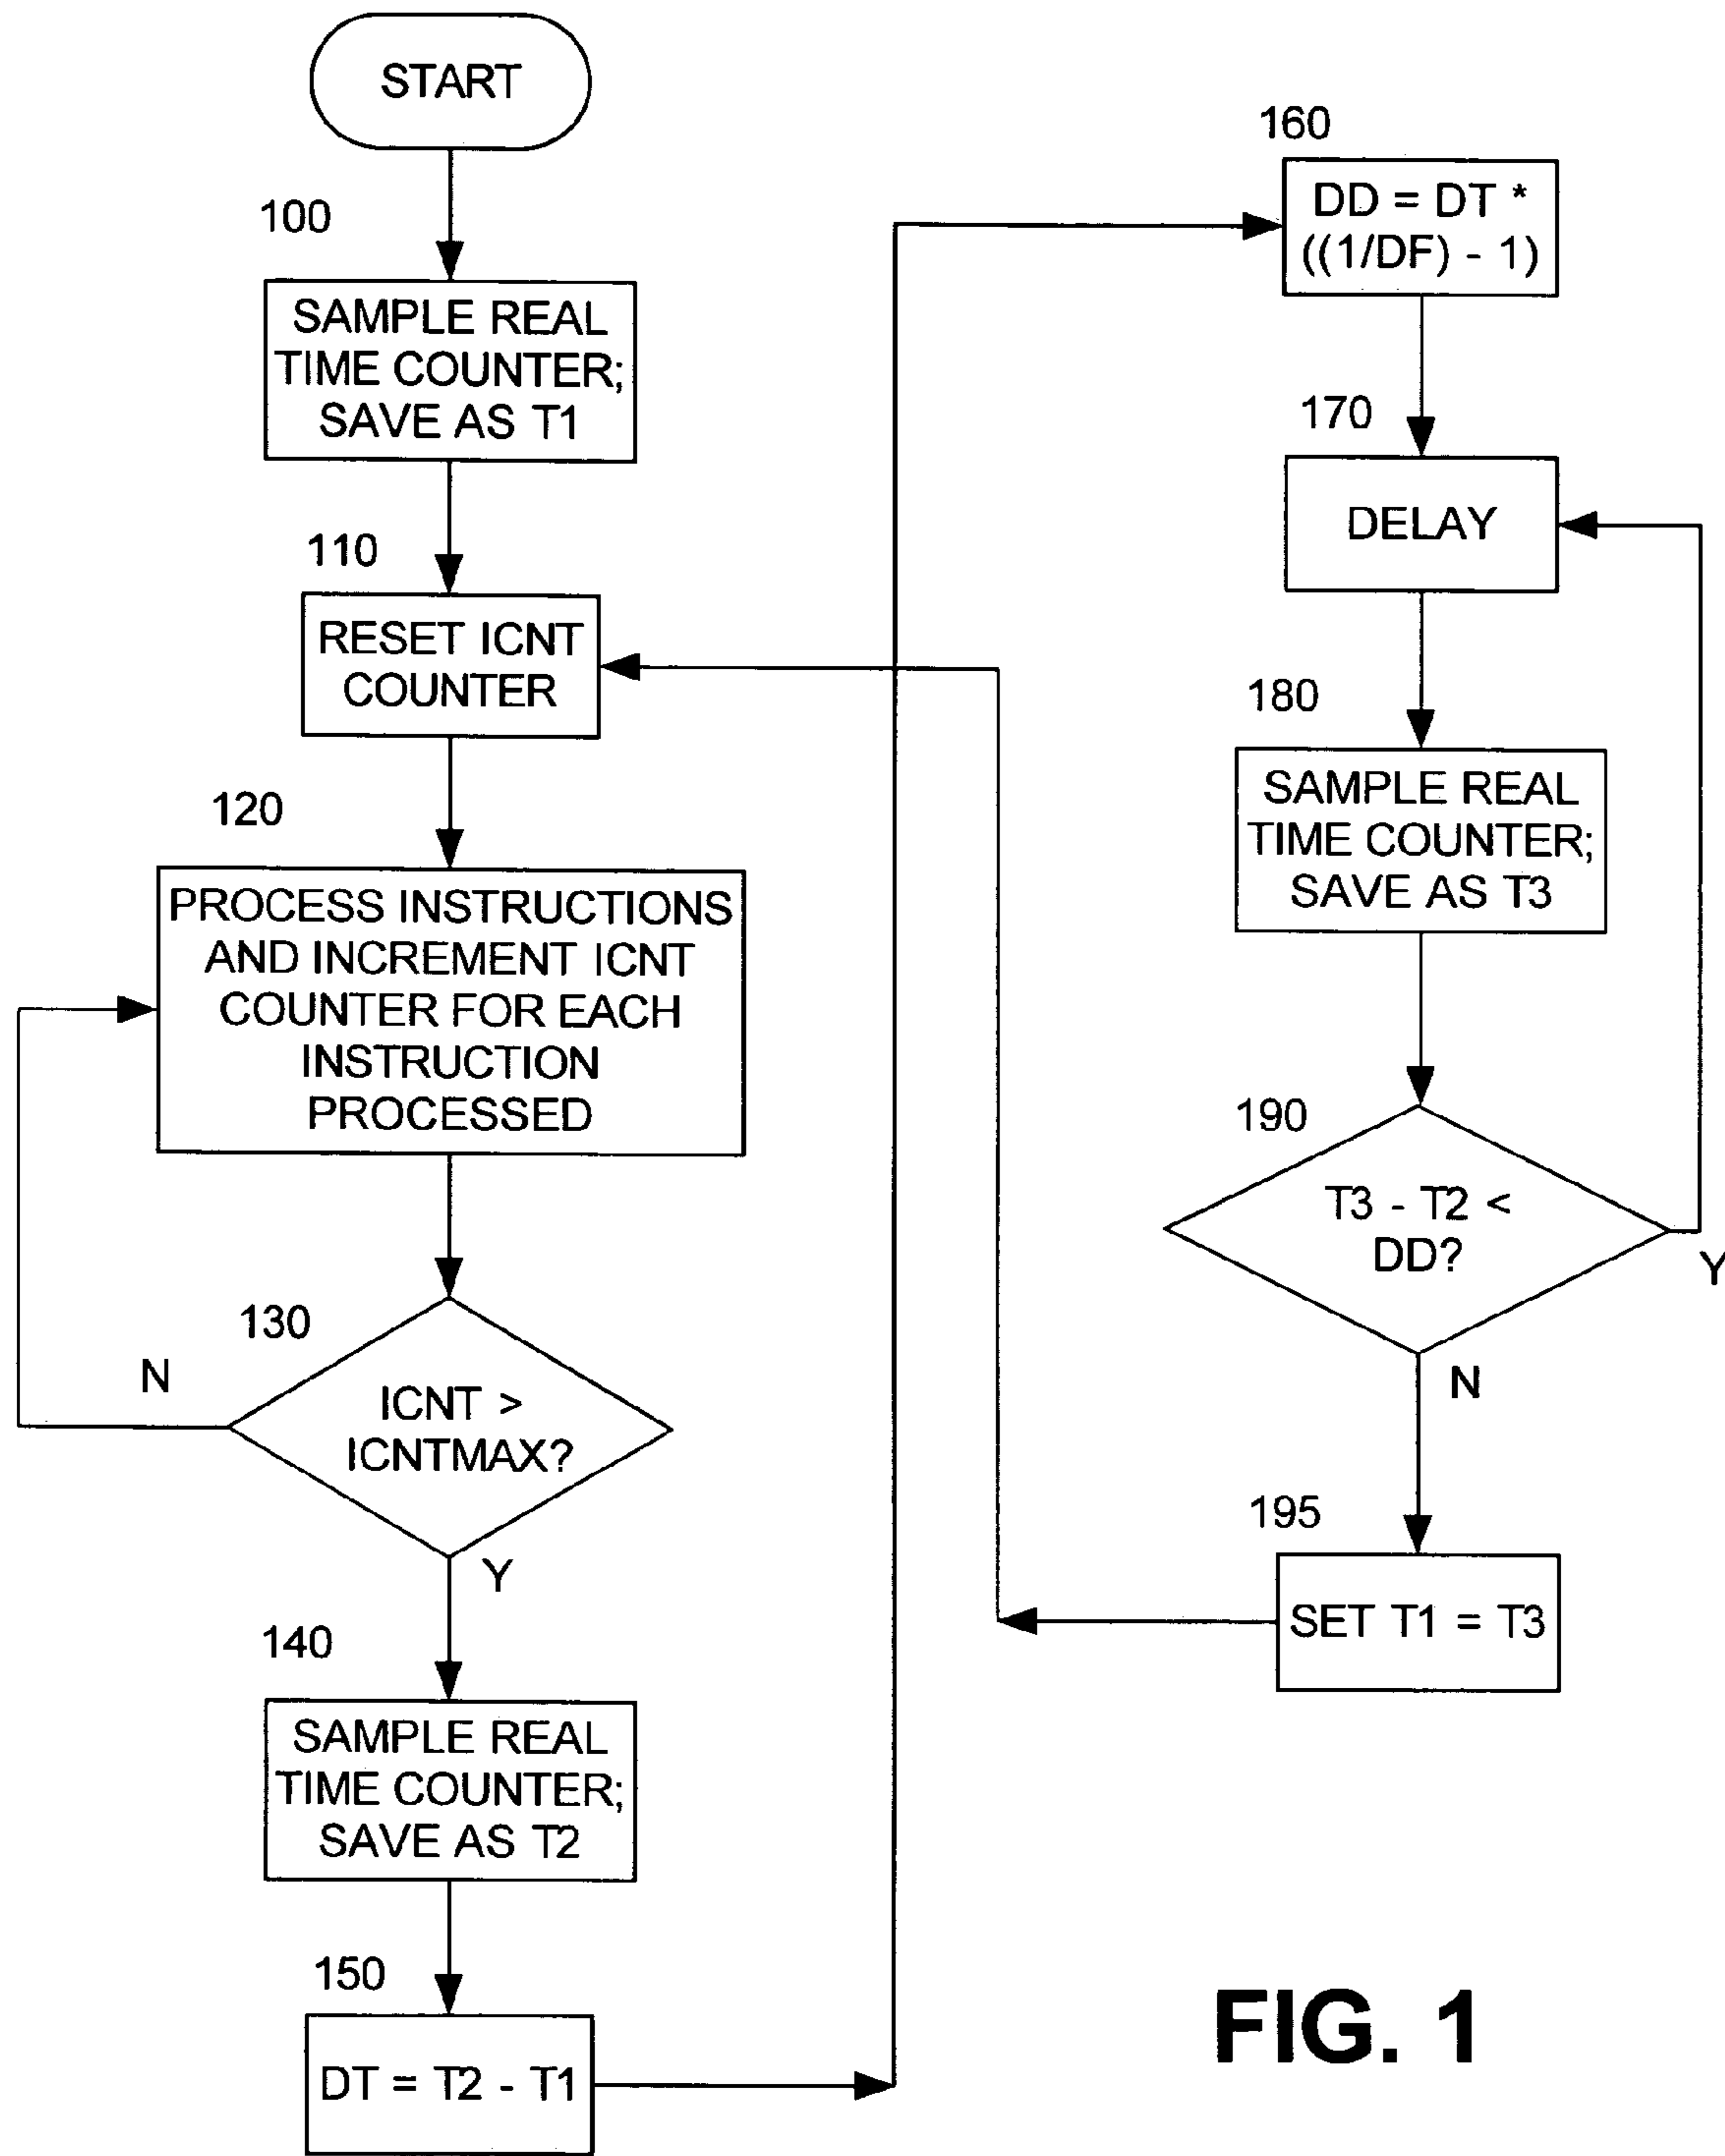 START
100
SAMPLE REAL
TIME COUNTER;
SAVE AS T1
110
RESET ICNT
COUNTER
120
PROCESS INSTRUCTIONS
AND INCREMENT ICNT
COUNTER FOR EACH
INSTRUCTION
PROCESSED
130
N
ICNT >
ICNTMAX?
Y
140
SAMPLE REAL
TIME COUNTER;
SAVE AS T2
150
DT = T2 - T1
160
DD = DT *
((1/DF) - 1)
170
DELAY
180
SAMPLE REAL
TIME COUNTER;
SAVE AS T3
190
T3 - T2 <
DD?
Y
N
195
SET T1 = T3
FIG. 1